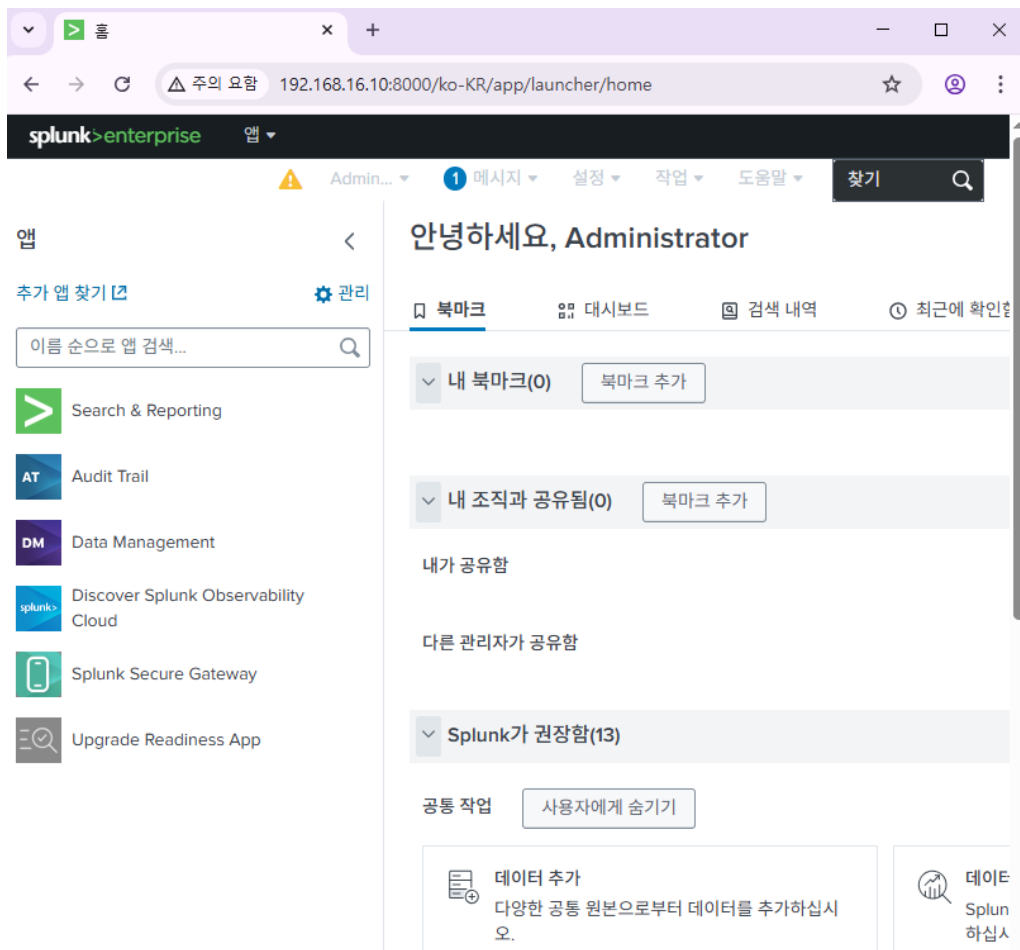 홈
주의 요함 192.168.16.10:8000/ko-KR/app/launcher/home
splunk>enterprise 앱
Admin... 1 메시지 설정 작업 도움말 찾기
앱
추가 앱 찾기 관리
이름 순으로 앱 검색...
Search & Reporting
AT Audit Trail
DM Data Management
splunk> Discover Splunk Observability
Cloud
Splunk Secure Gateway
Upgrade Readiness App
안녕하세요, Administrator
북마크 대시보드 검색 내역 최근에 확인함
내 북마크(0) 북마크 추가
내 조직과 공유됨(0) 북마크 추가
내가 공유함
다른 관리자가 공유함
Splunk가 권장함(13)
공통 작업 사용자에게 숨기기
데이터 추가
다양한 공통 원본으로부터 데이터를 추가하십시
오.
데이터
Splun
하십시